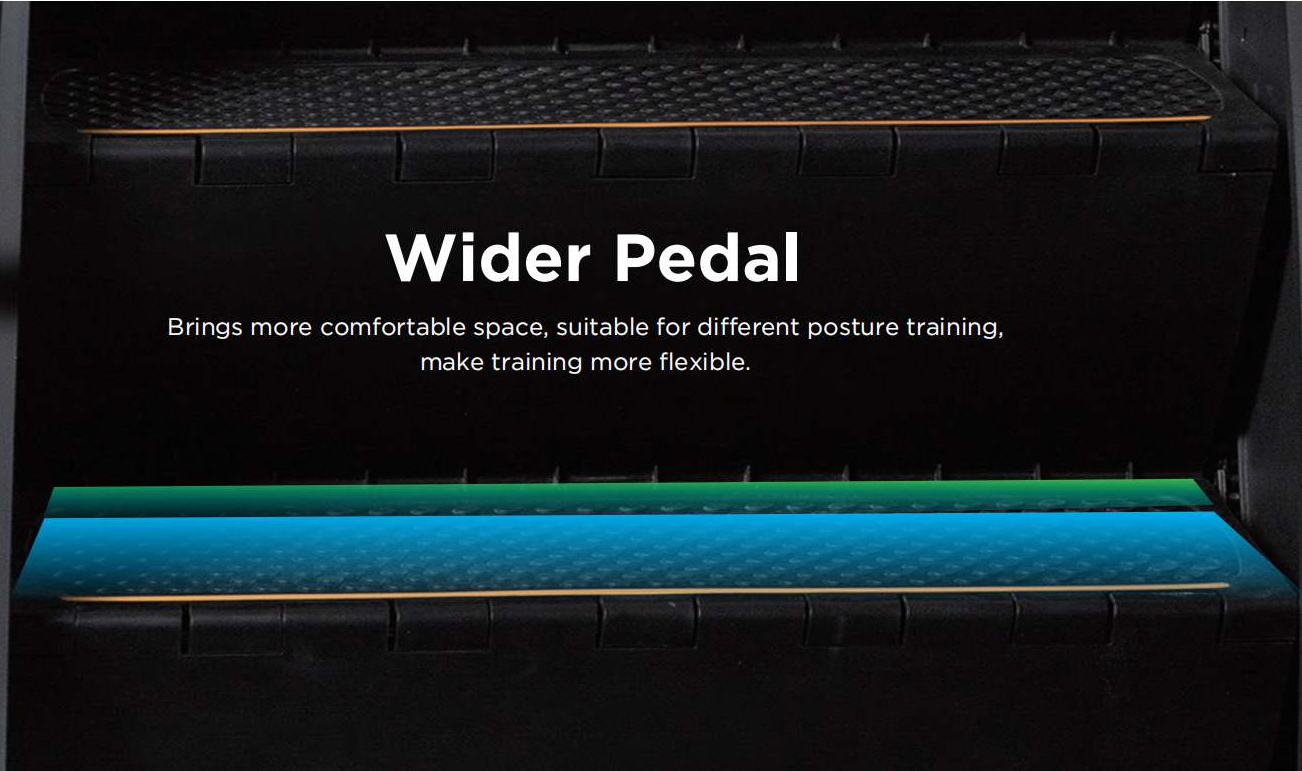 Wider Pedal
Brings more comfortable space, suitable for different posture training,
make training more flexible.